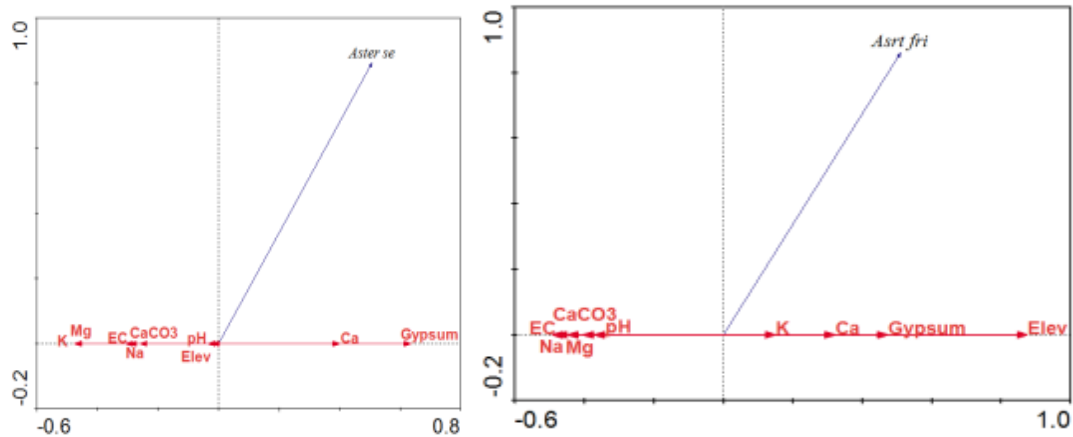 1.0
Aster se
Mg
K
EC
CaCO3
Na
pH
Elev
Ca
Gypsum
-0.2
-0.6
0.8
1.0
Asrt fri
CaCO3
EC
pH
Na
Mg
K
Ca
Gypsum
Elev
-0.2
-0.6
1.0